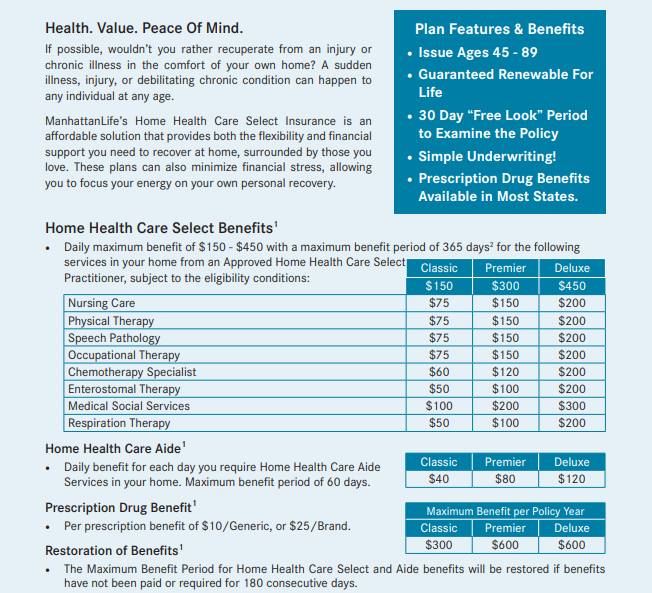 Health. Value. Peace Of Mind.
If possible, wouldn't you rather recuperate from an injury or
chronic illness in the comfort of your own home? A sudden
illness, injury, or debilitating chronic condition can happen to
any individual at any age.
ManhattanLife's Home Health Care Select Insurance is an
affordable solution that provides both the flexibility and financial
support you need to recover at home, surrounded by those you
love. These plans can also minimize financial stress, allowing
you to focus your energy on your own personal recovery.
Plan Features & Benefits
• Issue Ages 45 - 89
• Guaranteed Renewable For
Life
• 30 Day “Free Look” Period
to Examine the Policy
• Simple Underwriting!
• Prescription Drug Benefits
Available in Most States.
Home Health Care Select Benefits¹
• Daily maximum benefit of $150 - $450 with a maximum benefit period of 365 days² for the following
services in your home from an Approved Home Health Care Select
Practitioner, subject to the eligibility conditions:
Classic Premier Deluxe
$150 $300 $450
Nursing Care $75 $150 $200
Physical Therapy $75 $150 $200
Speech Pathology $75 $150 $200
Occupational Therapy $75 $150 $200
Chemotherapy Specialist $60 $120 $200
Enterostomal Therapy $50 $100 $200
Medical Social Services $100 $200 $300
Respiration Therapy $50 $100 $200
Home Health Care Aide¹
• Daily benefit for each day you require Home Health Care Aide
Services in your home. Maximum benefit period of 60 days.
Classic Premier Deluxe
$40 $80 $120
Prescription Drug Benefit¹
• Per prescription benefit of $10/Generic, or $25/Brand.
Maximum Benefit per Policy Year
Classic Premier Deluxe
$300 $600 $600
Restoration of Benefits¹
• The Maximum Benefit Period for Home Health Care Select and Aide benefits will be restored if benefits
have not been paid or required for 180 consecutive days.